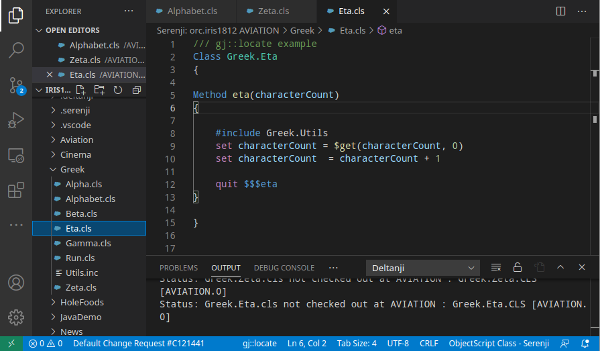 EXPLORER
Alphabet.cls
Zeta.cls
Eta.cls
OPEN EDITORS
Alphabet.cls /AVI...
Zeta.cls /AVIATION...
Eta.cls /AVIATION...
IRIS1...
.serenji
.vscode
Aviation
Cinema
Greek
Alpha.cls
Alphabet.cls
Beta.cls
Eta.cls
Gamma.cls
Run.cls
Utils.inc
Zeta.cls
HoleFoods
JavaDemo
News
2
Serenji: orc.iris1812 AVIATION > Greek > Eta.cls > eta
1 /// gj::locate example
2 Class Greek.Eta
3 {
4
5 Method eta(characterCount)
6 {
7
8 #include Greek.Utils
9 set characterCount = $get(characterCount, 0)
10 set characterCount  = characterCount + 1
11
12 quit $$$eta
13 }
14
15 }
16
17
PROBLEMS OUTPUT DEBUG CONSOLE ... Deltanji
Status: Greek.Zeta.cls not checked out at AVIATION : Greek.Zeta.CLS
[AVIATION.0]
Status: Greek.Eta.cls not checked out at AVIATION : Greek.Eta.CLS [AVIATION.
0]
0 0 Default Change Request #C121441 gj::locate Ln 6, Col 2 Tab Size: 4 UTF-8 CRLF ObjectScript Class - Serenji